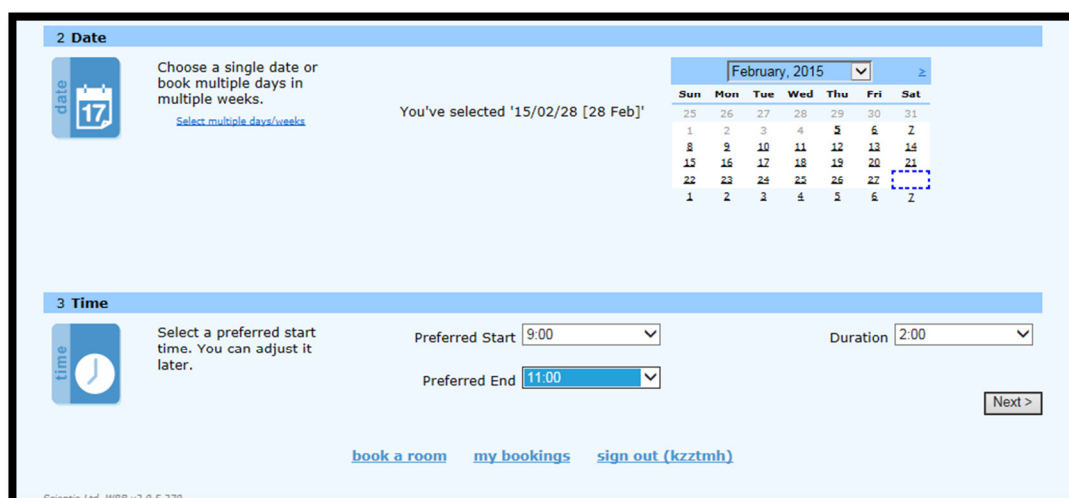 2 Date
date
17
Choose a single date or
book multiple days in
multiple weeks.
Select multiple days/weeks
You've selected '15/02/28 [28 Feb]'
February, 2015 ≥
Sun Mon Tue Wed Thu Fri Sat
25 26 27 28 29 30 31
1 2 3 4 5 6 7
8 9 10 11 12 13 14
15 16 17 18 19 20 21
22 23 24 25 26 27
1 2 3 4 5 6 7
3 Time
time
Select a preferred start
time. You can adjust it
later.
Preferred Start 9:00
Duration 2:00
Preferred End 11:00
Next >
book a room my bookings sign out (kzztmh)